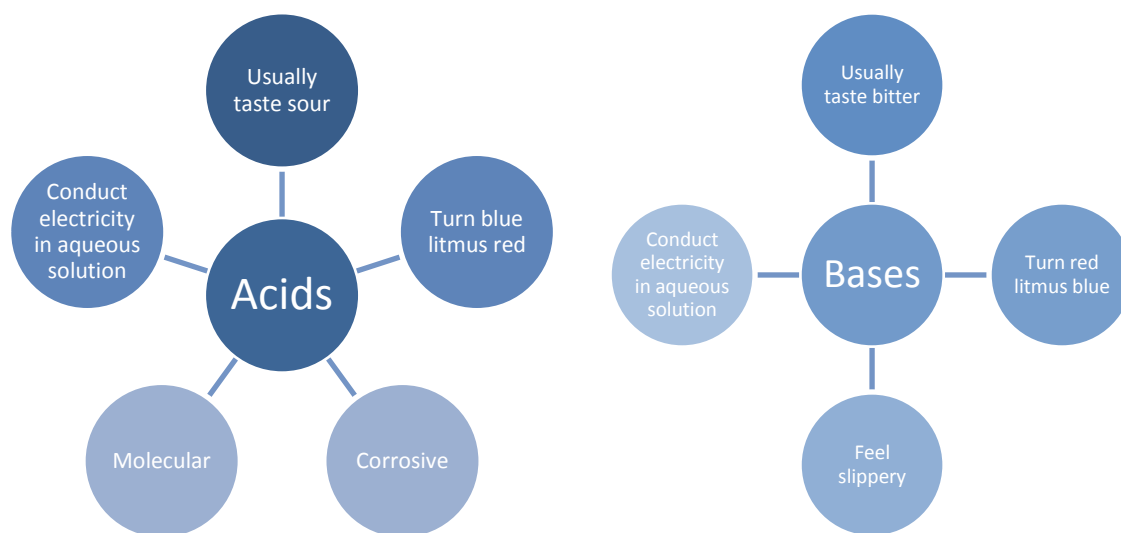 Usually
taste sour
Conduct
electricity
in aqueous
solution
Turn blue
litmus red
Acids
Molecular
Corrosive
Usually
taste bitter
Conduct
electricity
in aqueous
solution
Bases
Turn red
litmus blue
Feel
slippery